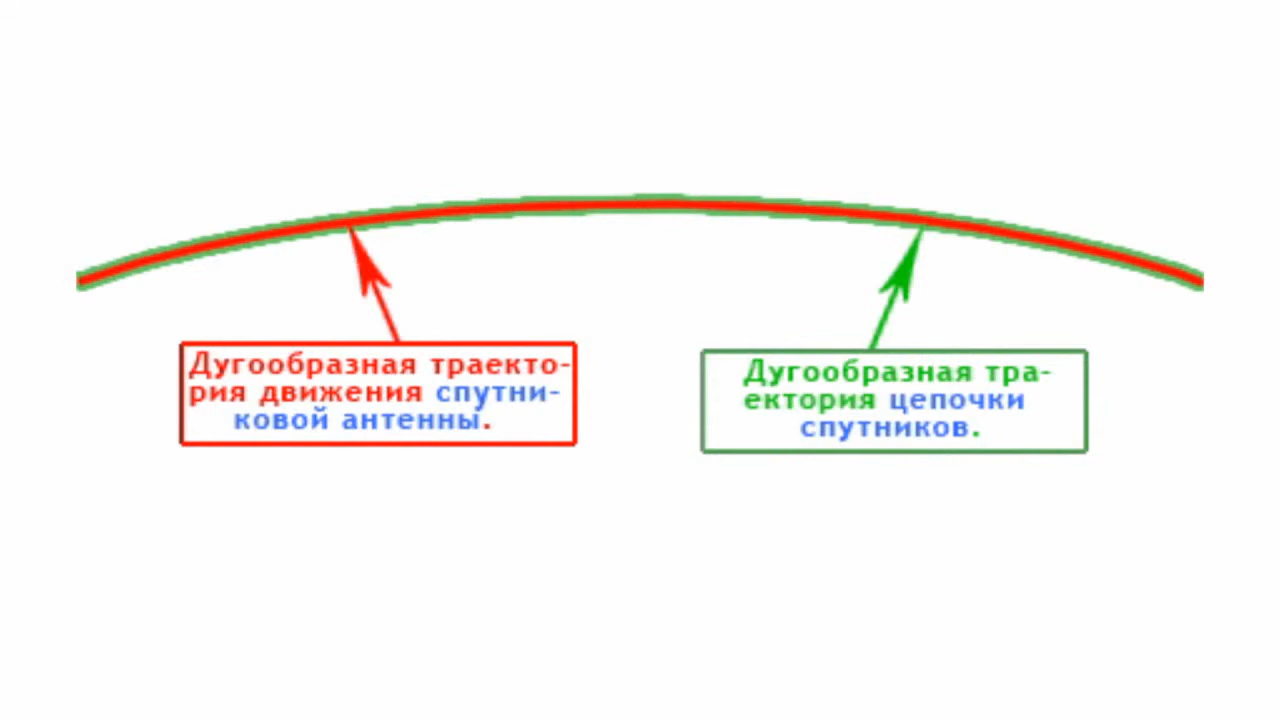 Дугообразная траекто-
рия движения спутни-
ковой антенны.
Дугообразная тра-
ектория цепочки
спутников.